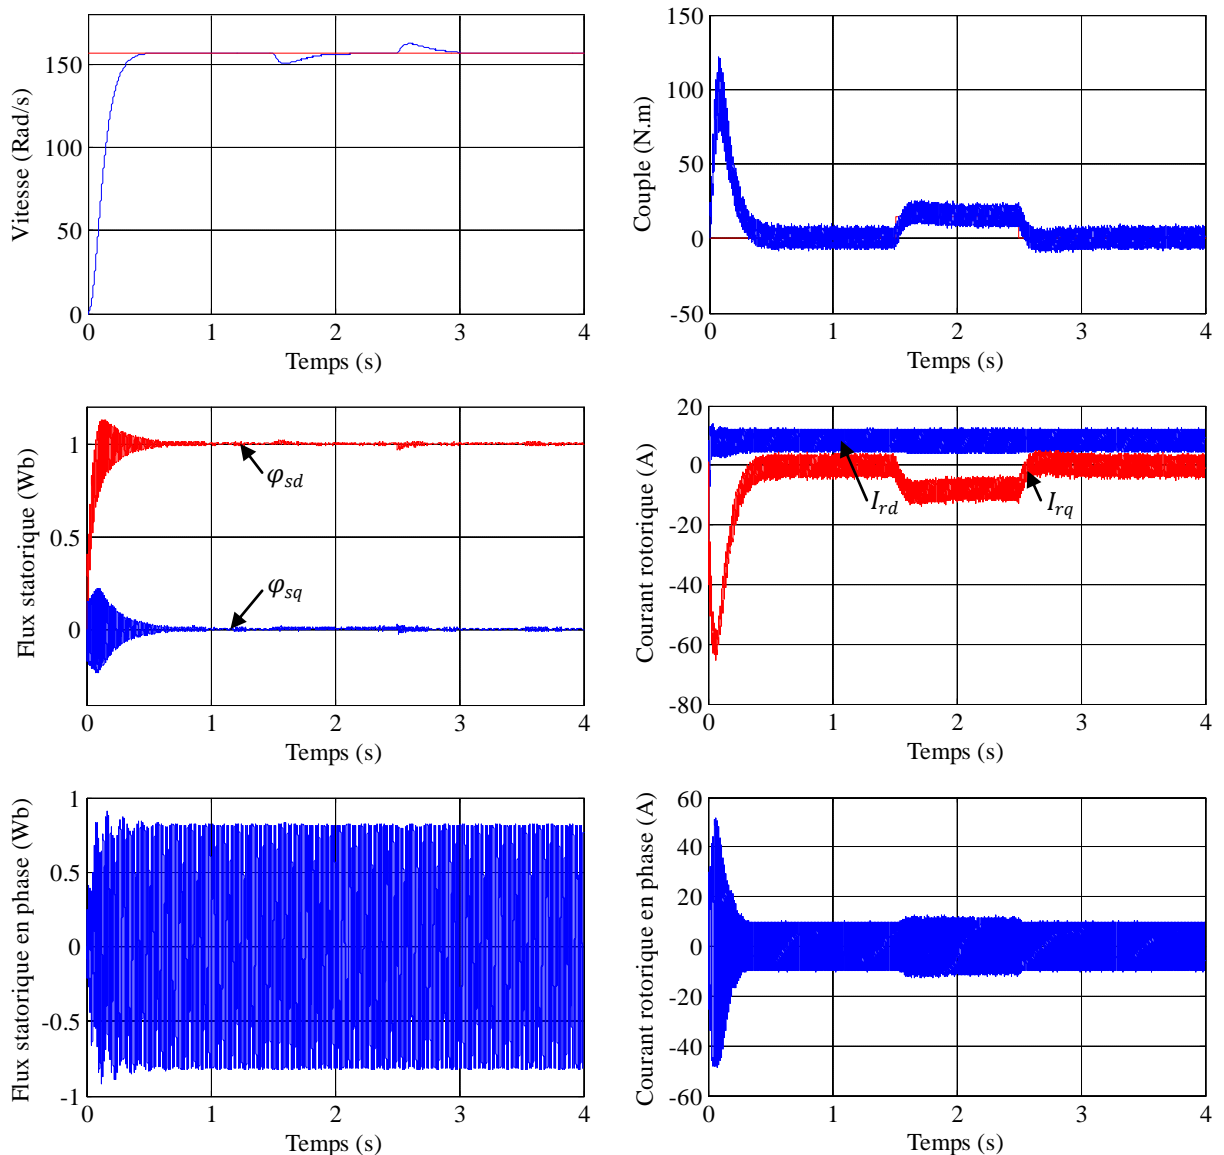 Vitesse (Rad/s)
150
100
50
0
0 1 2 3 4
Temps (s)
Couple (N.m)
150
100
50
0
-50
0 1 2 3 4
Temps (s)
Flux statorique (Wb)
1
0.5
0
φsd
φsq
0 1 2 3 4
Temps (s)
Courant rotorique (A)
20
0
-20
-40
-60
-80
Ird
Irq
0 1 2 3 4
Temps (s)
Flux statorique en phase (Wb)
1
0.5
0
-0.5
-1
0 1 2 3 4
Temps (s)
Courant rotorique en phase (A)
60
40
20
0
-20
-40
-60
0 1 2 3 4
Temps (s)